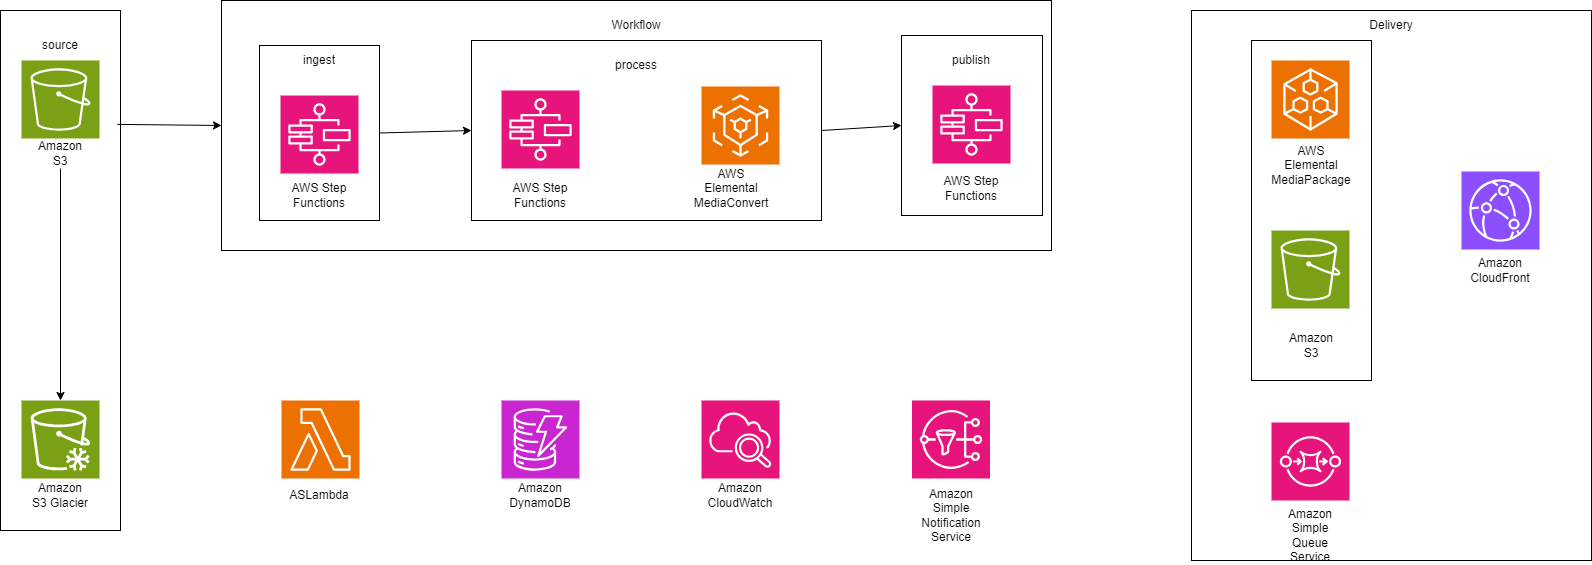 source
Amazon
S3
Amazon
S3 Glacier
Workflow
ingest
AWS Step
Functions
process
AWS Step
Functions
AWS
Elemental
MediaConvert
publish
AWS Step
Functions
ASLambda
Amazon
DynamoDB
Amazon
CloudWatch
Amazon
Simple
Notification
Service
Delivery
AWS
Elemental
MediaPackage
Amazon
S3
Amazon
CloudFront
Amazon
Simple
Queue
Service